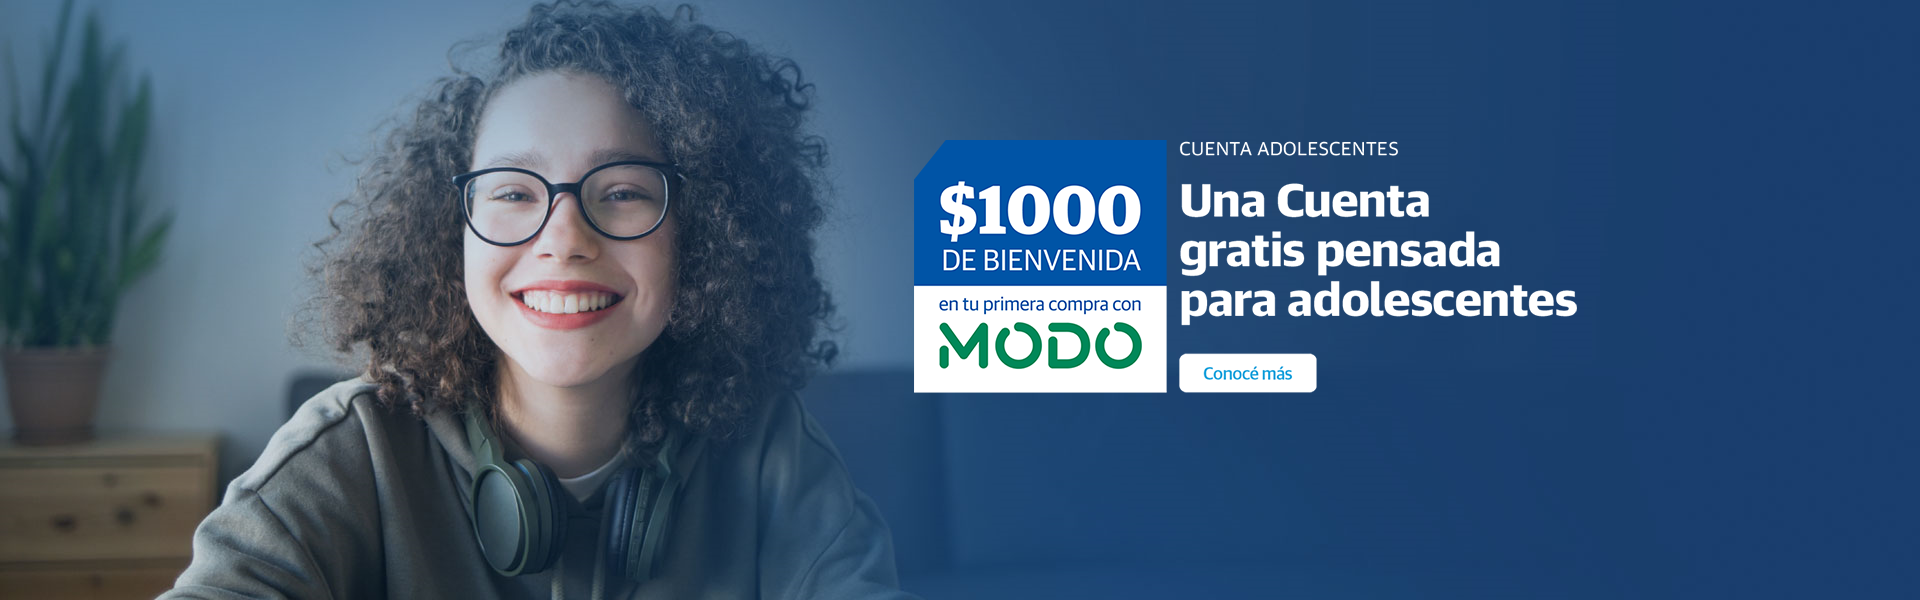 $1000
DE BIENVENIDA
en tu primera compra con
MODO
CUENTA ADOLESCENTES
Una Cuenta
gratis pensada
para adolescentes
Conocé más